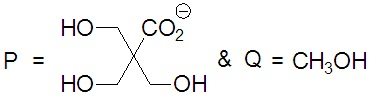 HO CO2⊖
P = & Q = CH3OH
HO OH